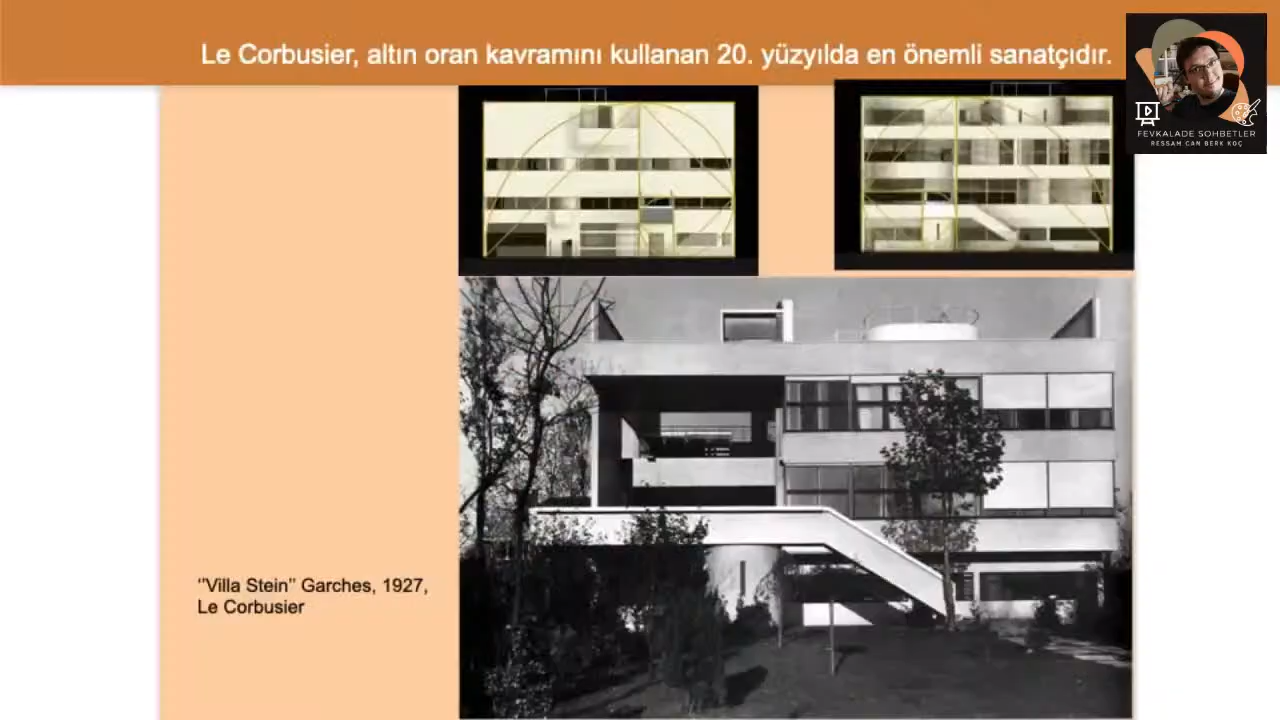 Le Corbusier, altın oran kavramını kullanan 20. yüzyılda en önemli sanatçıdır.
FEVKALADE SOHBETLER
RESSAM CAN BERK KOÇ
"Villa Stein" Garches, 1927,
Le Corbusier